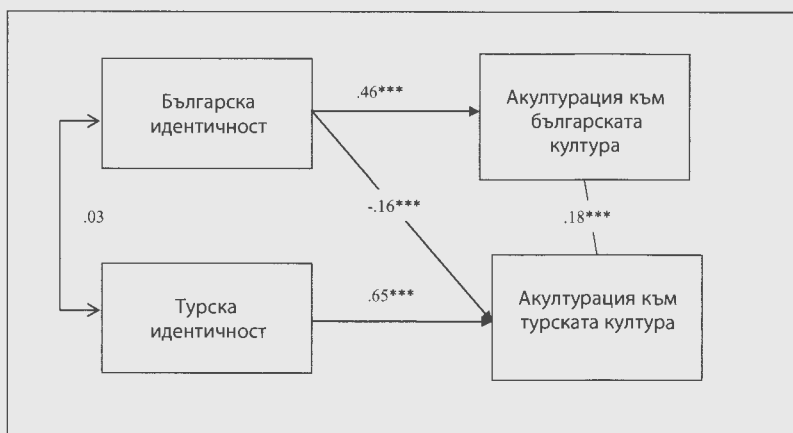 Българска
идентичност
.46***
Акултурация към
българската
култура
.03
-.16***
.18***
Турска
идентичност
.65***
Акултурация към
турската култура